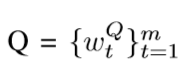 Q = {w_t^Q}_{t=1}^m